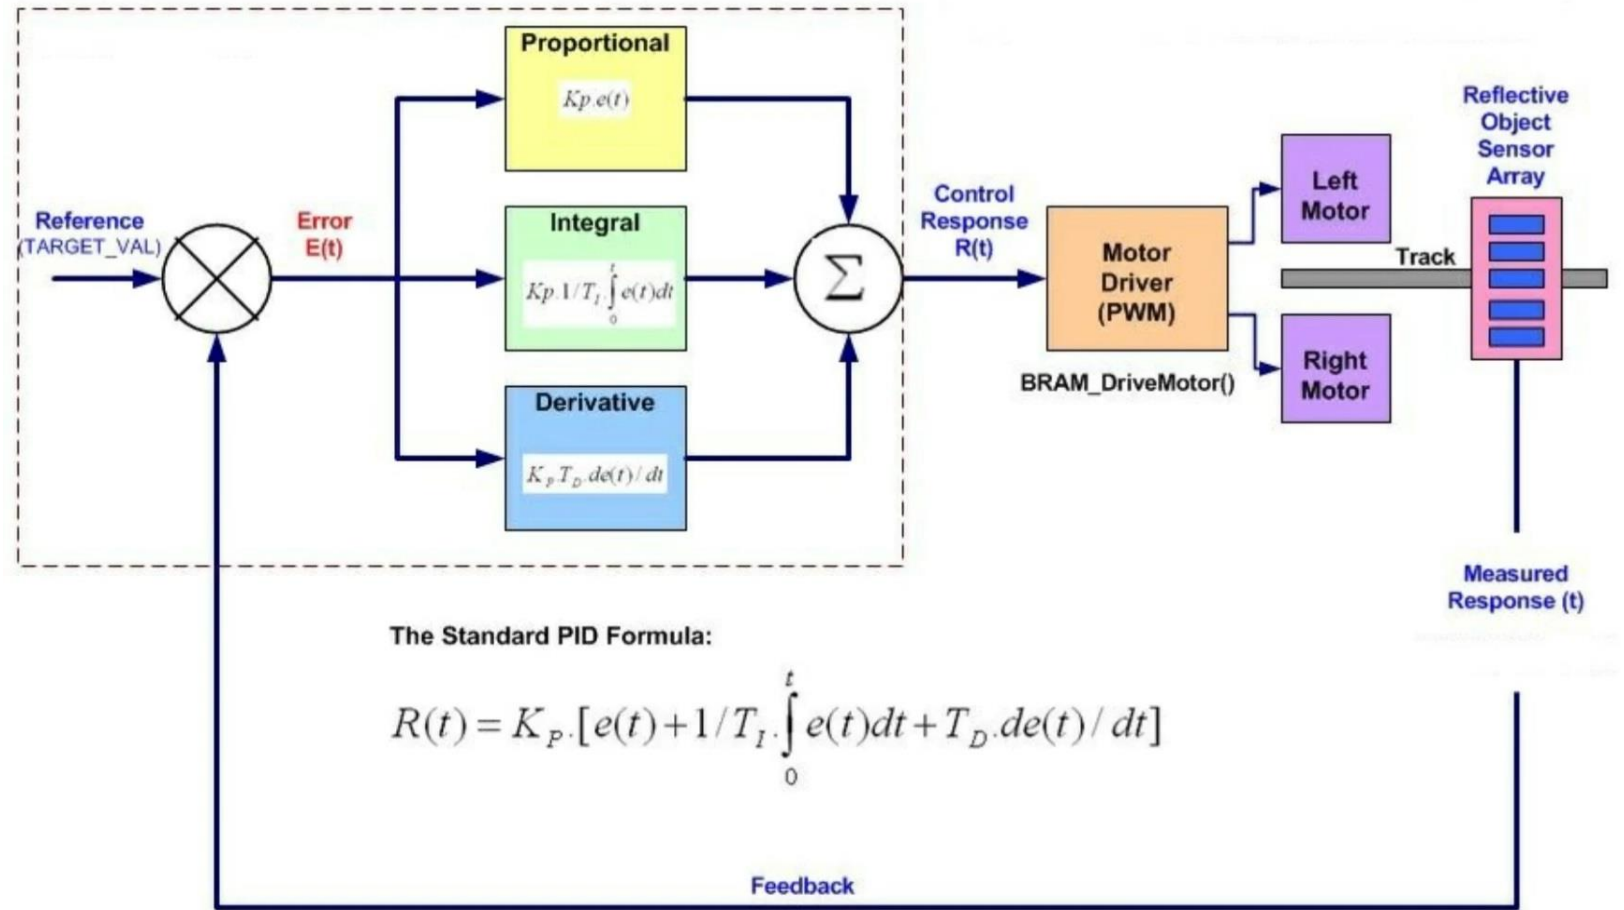 Proportional
Kp.e(t)
Reference
(TARGET_VAL)
Error
E(t)
Integral
Kp.1/T_I.∫₀ᵗ e(t)dt
Derivative
K_P.T_D.de(t)/dt
Σ
Control
Response
R(t)
Motor
Driver
(PWM)
BRAM_DriveMotor()
Left
Motor
Right
Motor
Track
Reflective
Object
Sensor
Array
Measured
Response (t)
The Standard PID Formula:
R(t) = K_P.[e(t)+1/T_I.∫₀ᵗ e(t)dt+T_D.de(t)/dt]
Feedback